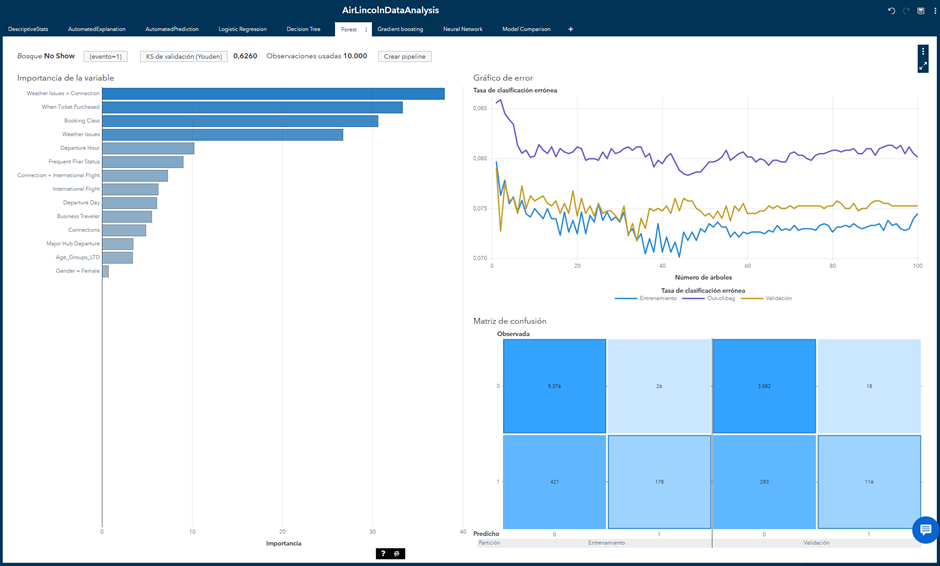 AirLincolnDataAnalysis
DescriptiveStats AutomatedExplanation AutomatedPrediction Logistic Regression Decision Tree Forest Gradient boosting Neural Network Model Comparison +
Bosque No Show (evento=1) KS de validación (Youden) 0,6260 Observaciones usadas 10.000 Crear pipeline
Importancia de la variable
Weather Issues + Connection
When Ticket Purchased
Booking Class
Weather Issues
Departure Hour
Frequent Flier Status
Connection + International Flight
International Flight
Departure Day
Business Traveler
Connections
Major Hub Departure
Age_Groups_LTD
Gender = Female
0 10 20 30 40
Importancia
Gráfico de error
Tasa de clasificación errónea
0,085
0,080
0,075
0,070
0 20 40 60 80 100
Número de árboles
Tasa de clasificación errónea
Entrenamiento Out-of-bag Validación
Matriz de confusión
Observada
0 5.376 26 3.582 18
1 421 178 283 116
Predicho 0 1 0 1
Partición Entrenamiento Validación
?